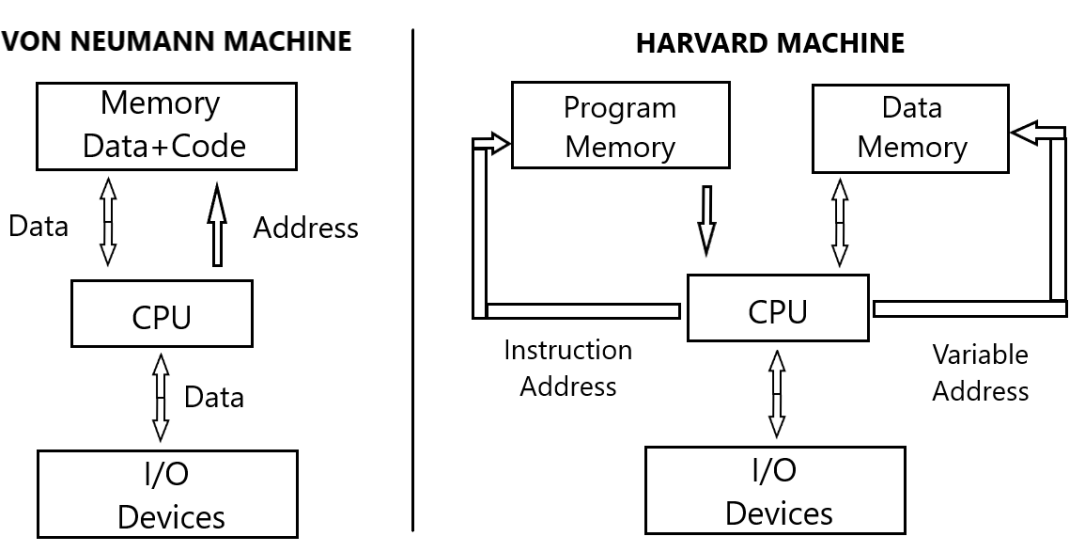 VON NEUMANN MACHINE
Memory
Data+Code
Data
Address
CPU
Data
I/O
Devices
HARVARD MACHINE
Program
Memory
Data
Memory
CPU
Instruction
Address
Variable
Address
I/O
Devices